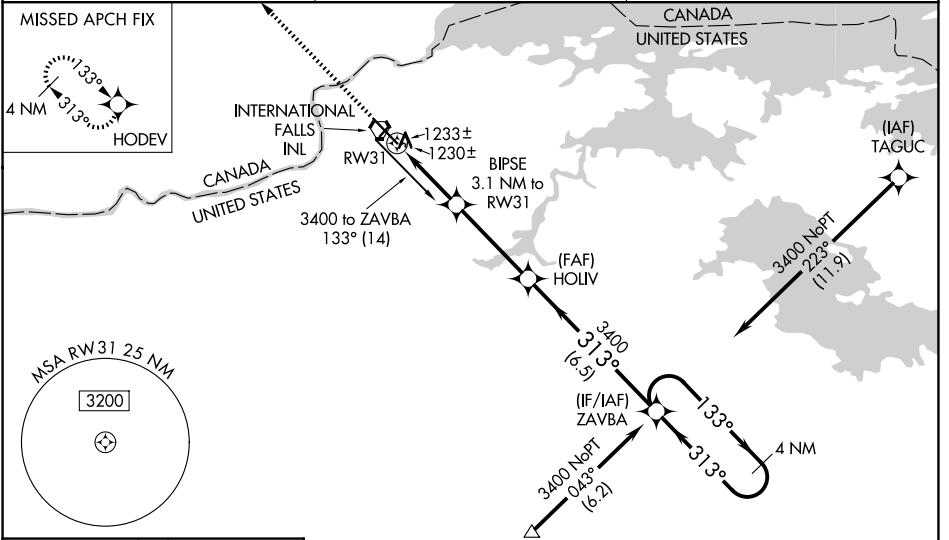 MISSED APCH FIX
133°
313°
4 NM
HODEV
CANADA
UNITED STATES
INTERNATIONAL
FALLS
INL
RW31
1233±
1230±
BIPSE
3.1 NM to
RW31
(IAF)
TAGUC
CANADA
UNITED STATES
3400 to ZAVBA
133° (14)
3400 NoPT
223°
(11.9)
(FAF)
HOLIV
3400
313°
(6.5)
MSA RW31 25 NM
3200
(IF/IAF)
ZAVBA
133°
313°
4 NM
3400 NoPT
043°
(6.2)